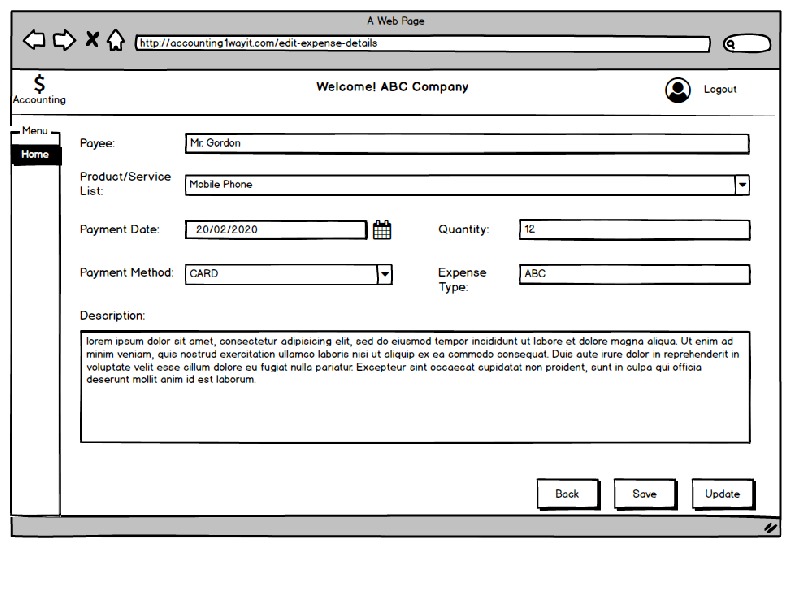 A Web Page
http://accounting1wayit.com/edit-expense-details
$
Accounting
Welcome! ABC Company
Logout
Menu
Home
Payee:
Mr. Gordon
Product/Service
List:
Mobile Phone
Payment Date:
20/02/2020
Quantity:
12
Payment Method:
CARD
Expense
Type:
ABC
Description:
lorem ipsum dolor sit amet, consectetur adipisicing elit, sed do eiusmod tempor incididunt ut labore et dolore magna aliqua. Ut enim ad
minim veniam, quis nostrud exercitation ullamco laboris nisi ut aliquip ex ea commodo consequat. Duis aute irure dolor in reprehenderit in
voluptate velit esse cillum dolore eu fugiat nulla pariatur. Excepteur sint occaecat cupidatat non proident, sunt in culpa qui officia
deserunt mollit anim id est laborum.
Back
Save
Update